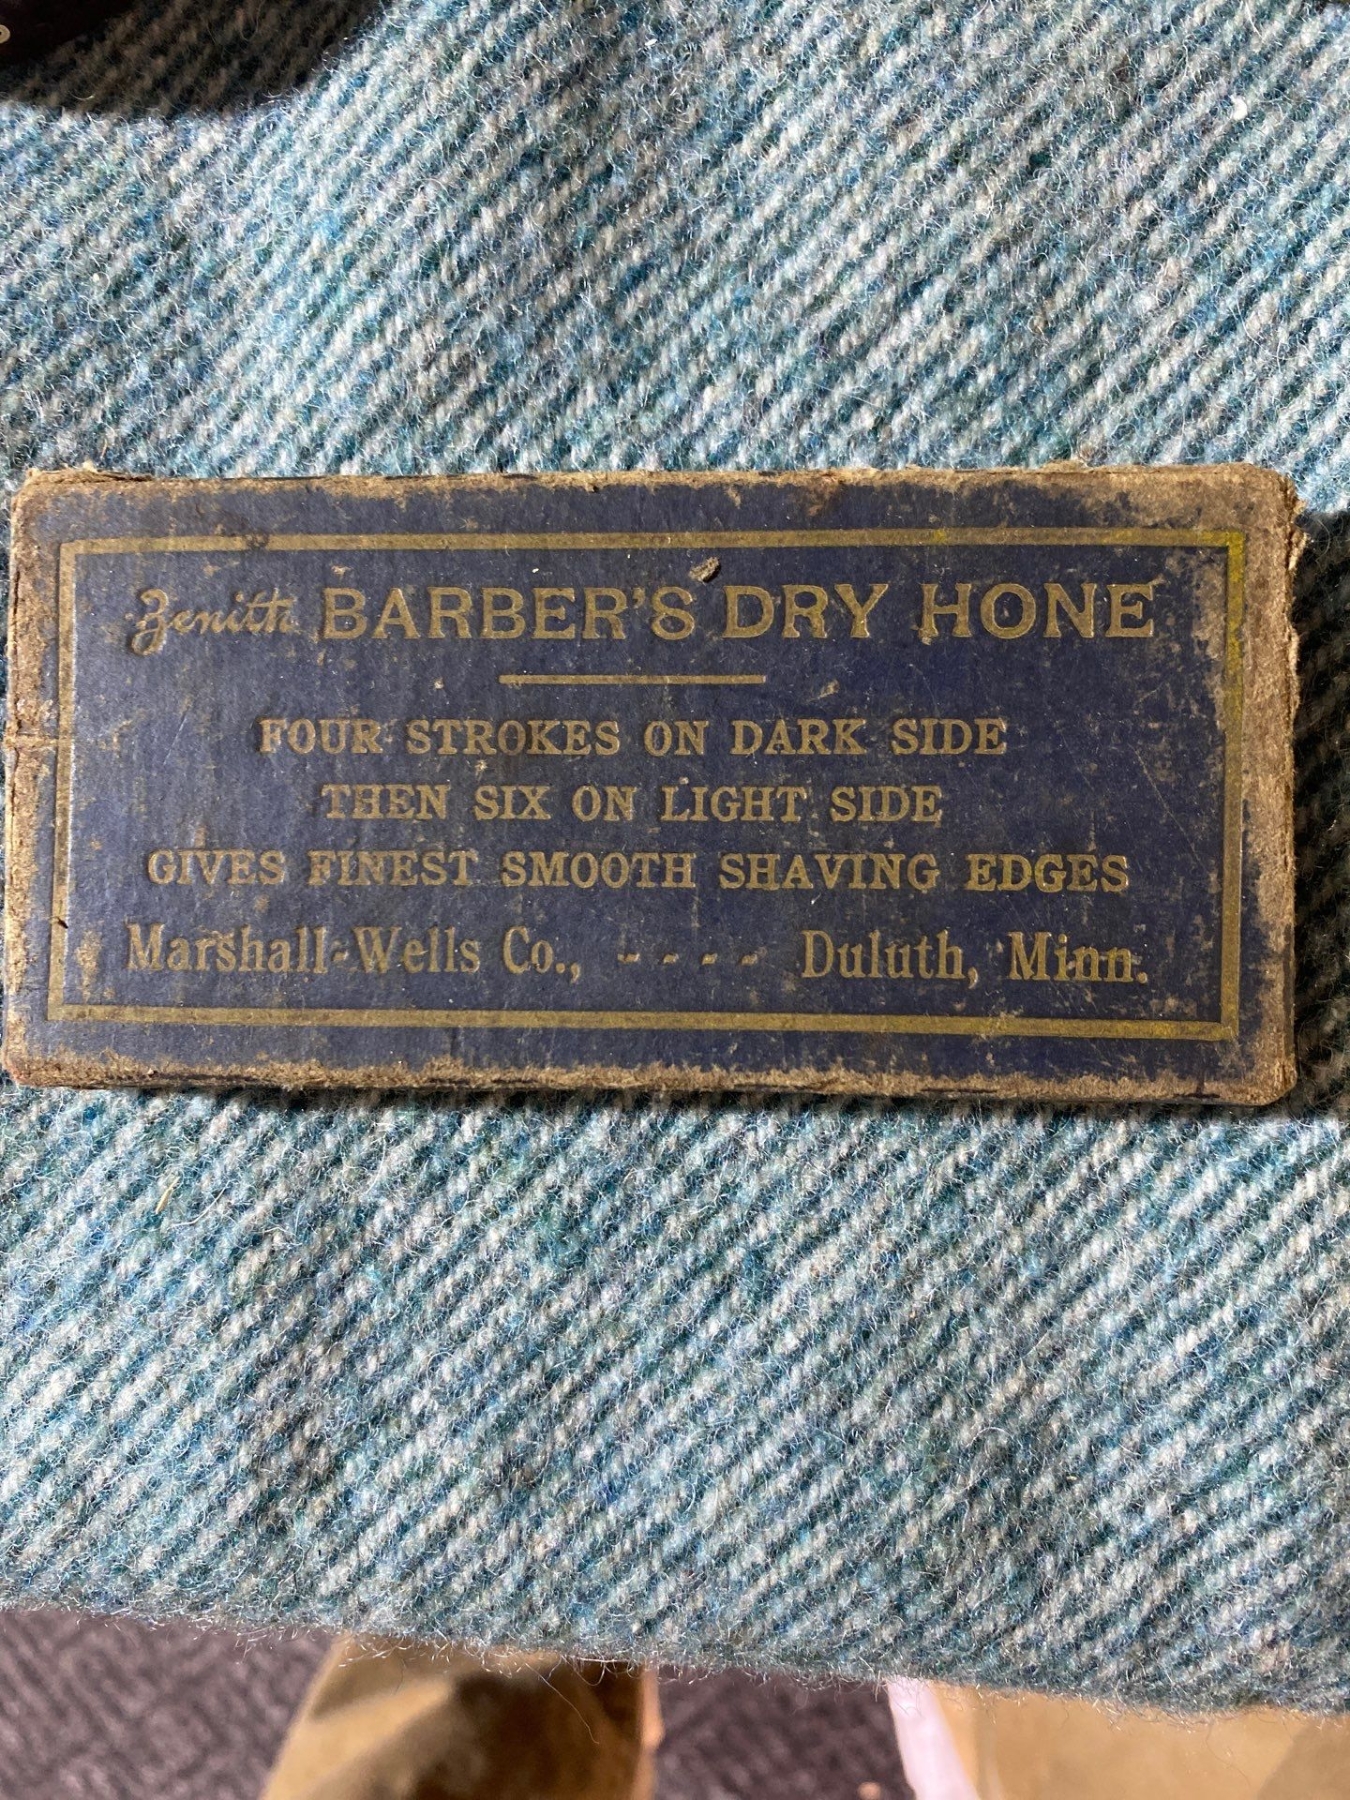 Zenith BARBER'S DRY HONE
FOUR STROKES ON DARK SIDE
THEN SIX ON LIGHT SIDE
GIVES FINEST SMOOTH SHAVING EDGES
Marshall-Wells Co., - - - - Duluth, Minn.